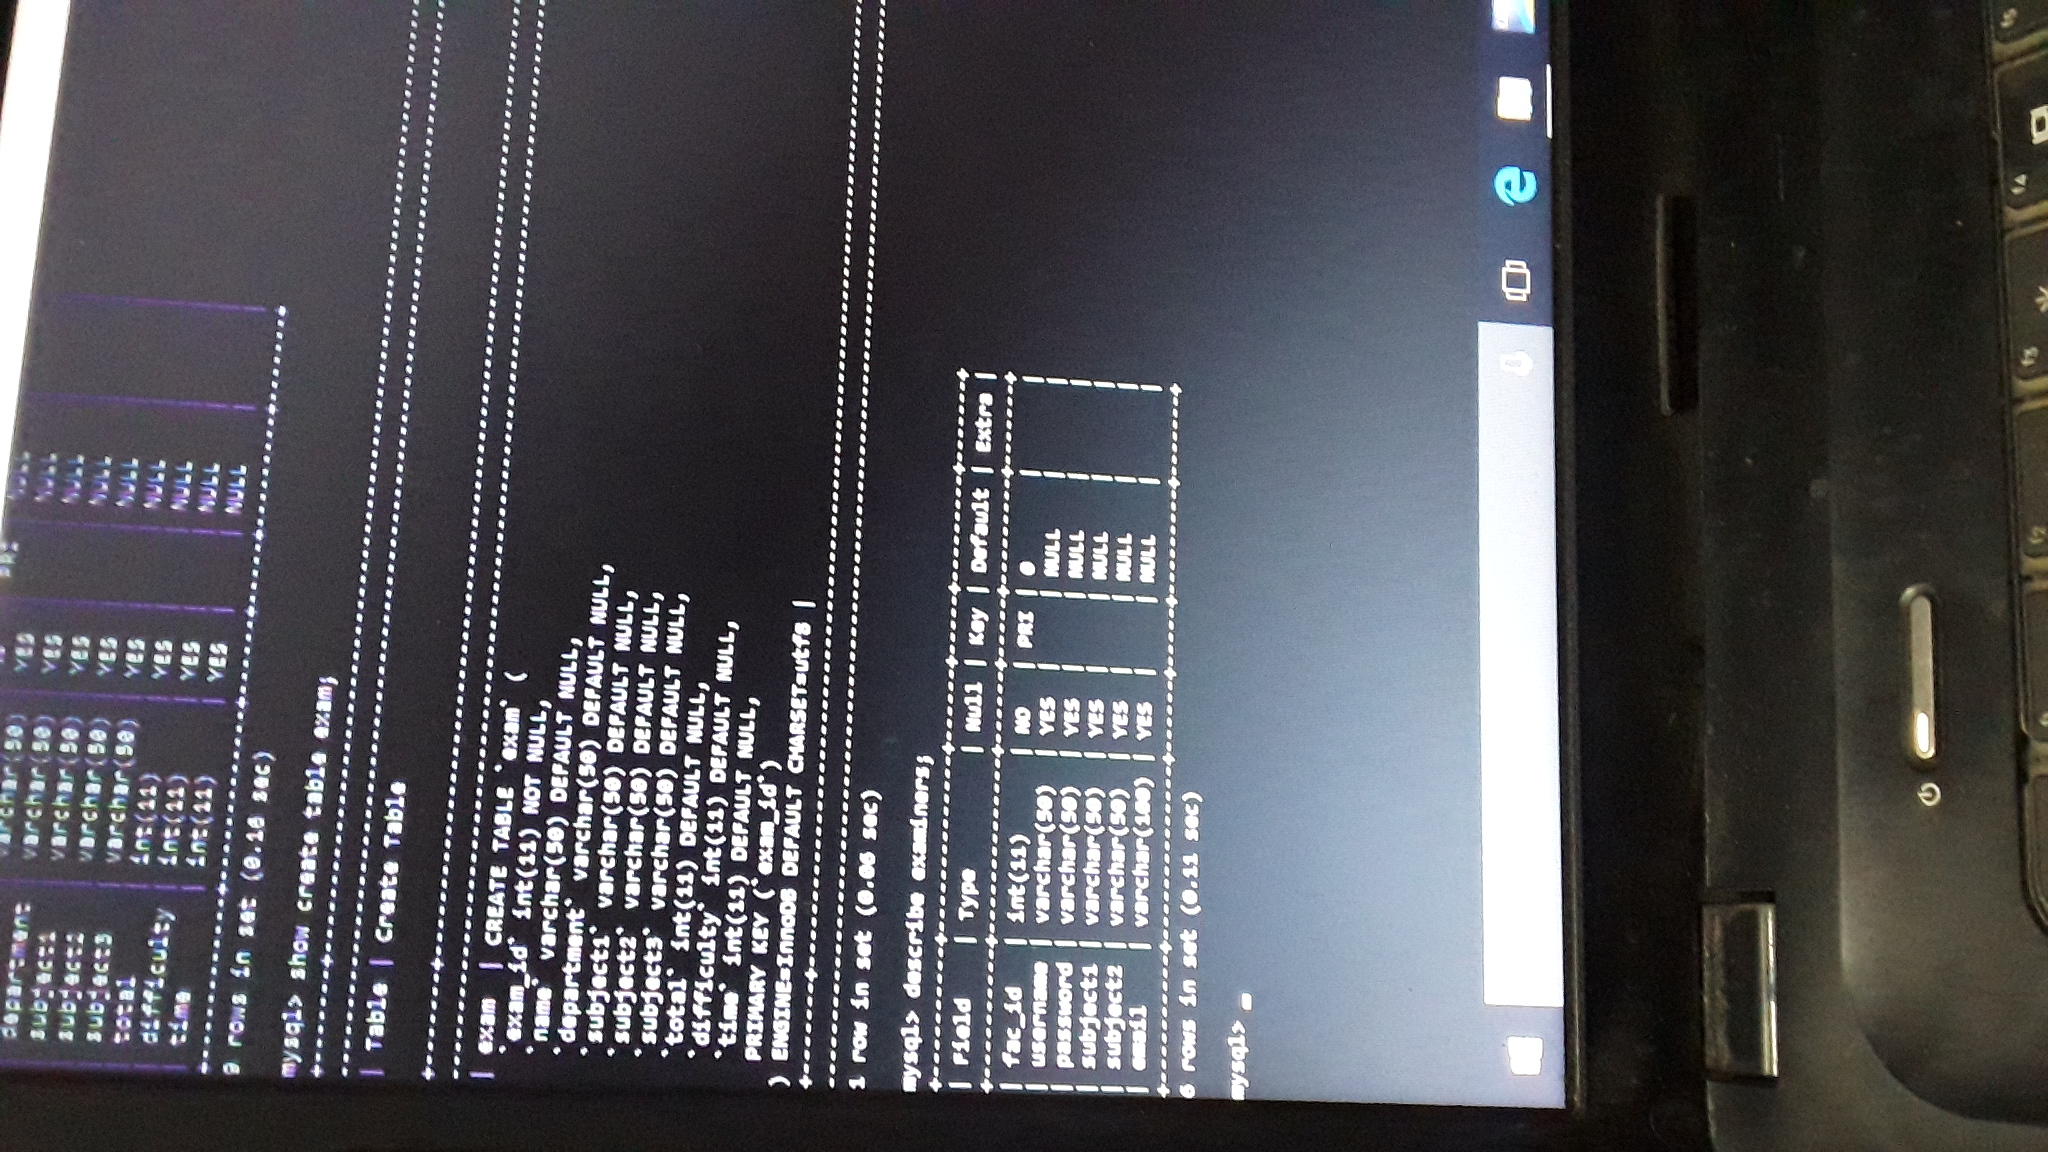 department | varchar(50) | YES | | NULL | |
| subject1 | varchar(50) | YES | | NULL | |
| subject2 | varchar(50) | YES | | NULL | |
| subject3 | varchar(50) | YES | | NULL | |
| total | int(11) | YES | | NULL | |
| difficulty | int(11) | YES | | NULL | |
| time | int(11) | YES | | NULL | |
9 rows in set (0.16 sec)
mysql> show create table exam;
| Table | Create Table
| exam | CREATE TABLE `exam` (
`exam_id` int(11) NOT NULL,
`name` varchar(50) DEFAULT NULL,
`department` varchar(50) DEFAULT NULL,
`subject1` varchar(50) DEFAULT NULL,
`subject2` varchar(50) DEFAULT NULL,
`subject3` varchar(50) DEFAULT NULL,
`total` int(11) DEFAULT NULL,
`difficulty` int(11) DEFAULT NULL,
`time` int(11) DEFAULT NULL,
PRIMARY KEY (`exam_id`)
) ENGINE=InnoDB DEFAULT CHARSET=utf8 |
1 row in set (0.06 sec)
mysql> describe examiners;
| Field | Type | Null | Key | Default | Extra |
| fac_id | int(11) | NO | PRI | 0 | |
| username | varchar(50) | YES | | NULL | |
| password | varchar(50) | YES | | NULL | |
| subject1 | varchar(50) | YES | | NULL | |
| subject2 | varchar(50) | YES | | NULL | |
| email | varchar(100) | YES | | NULL | |
6 rows in set (0.11 sec)
mysql> _
f2
f3
f4
f5